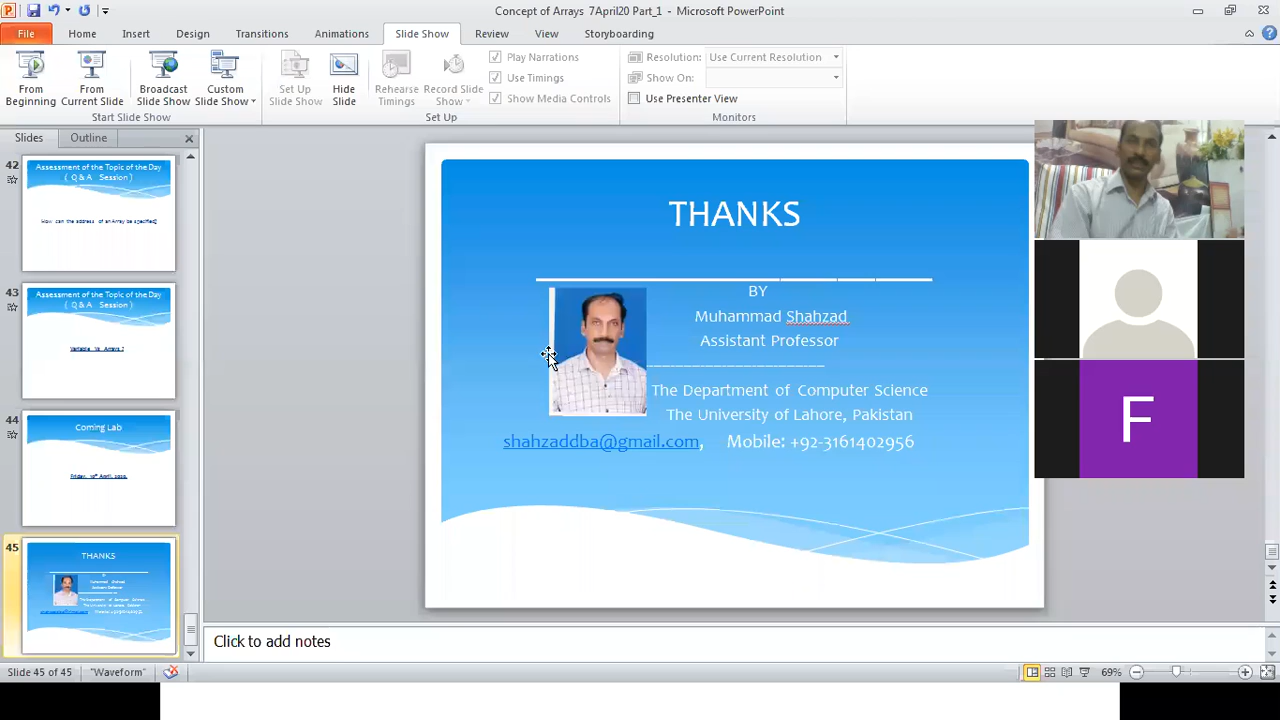 Concept of Arrays 7April20 Part_1 - Microsoft PowerPoint
File Home Insert Design Transitions Animations Slide Show Review View Storyboarding
From Beginning
From Current Slide
Broadcast Slide Show
Custom Slide Show
Start Slide Show
Set Up Slide Show
Hide Slide
Rehearse Timings
Record Slide Show
Play Narrations
Use Timings
Show Media Controls
Set Up
Resolution: Use Current Resolution
Show On:
Use Presenter View
Monitors
Slides Outline
42
Assessment of the Topic of the Day
( Q & A Session )
How can the address of an Array be specified
43
Assessment of the Topic of the Day
( Q & A Session )
Variable Vs Arrays ?
44
Coming Lab
45
THANKS
THANKS
BY
Muhammad Shahzad
Assistant Professor
The Department of Computer Science
The University of Lahore, Pakistan
shahzaddba@gmail.com, Mobile: +92-3161402956
F
Click to add notes
Slide 45 of 45 "Waveform" 69%